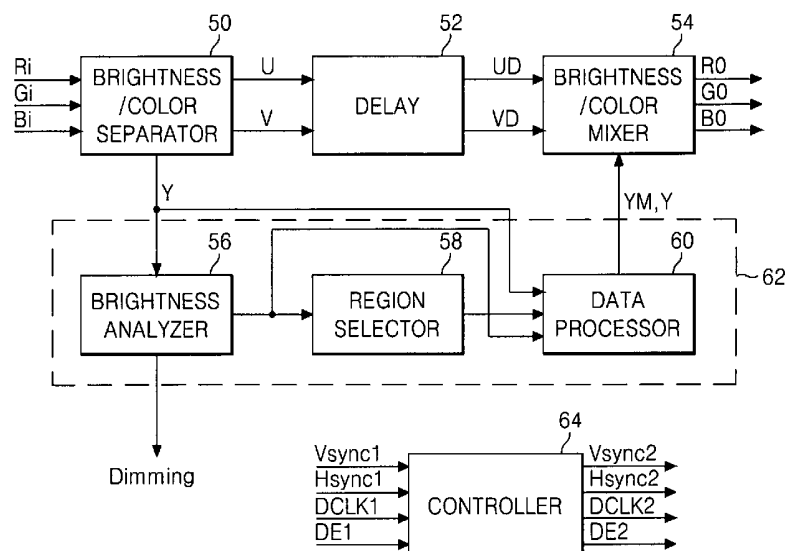 50
52
54
Ri
Gi
Bi
BRIGHTNESS
/COLOR
SEPARATOR
U
V
DELAY
UD
VD
BRIGHTNESS
/COLOR
MIXER
R0
G0
B0
Y
YM,Y
56
58
60
62
BRIGHTNESS
ANALYZER
REGION
SELECTOR
DATA
PROCESSOR
Dimming
64
Vsync1
Hsync1
DCLK1
DE1
CONTROLLER
Vsync2
Hsync2
DCLK2
DE2